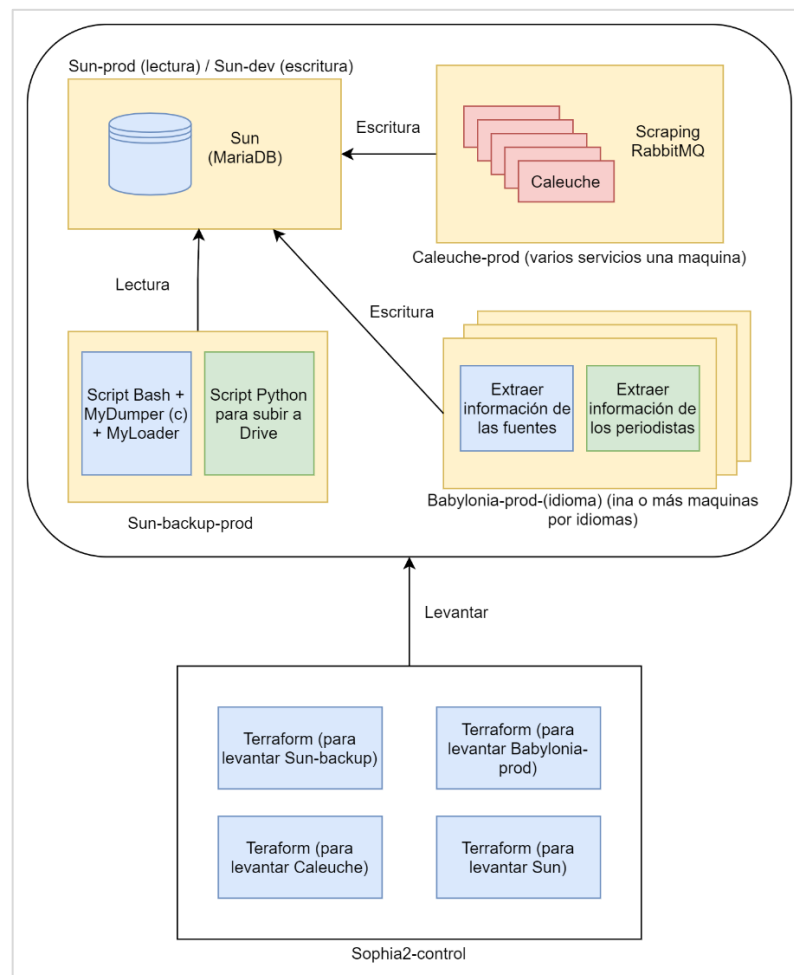 Sun-prod (lectura) / Sun-dev (escritura)
Sun
(MariaDB)
Escritura
Scraping
RabbitMQ
Caleuche
Caleuche-prod (varios servicios una maquina)
Lectura
Escritura
Script Bash +
MyDumper (c)
+ MyLoader
Script Python
para subir a
Drive
Sun-backup-prod
Extraer
información de
las fuentes
Extraer
información de
los periodistas
Babylonia-prod-(idioma) (ina o más maquinas
por idiomas)
Levantar
Terraform (para
levantar Sun-backup)
Terraform (para
levantar Babylonia-
prod)
Teraform (para
levantar Caleuche)
Terraform (para
levantar Sun)
Sophia2-control